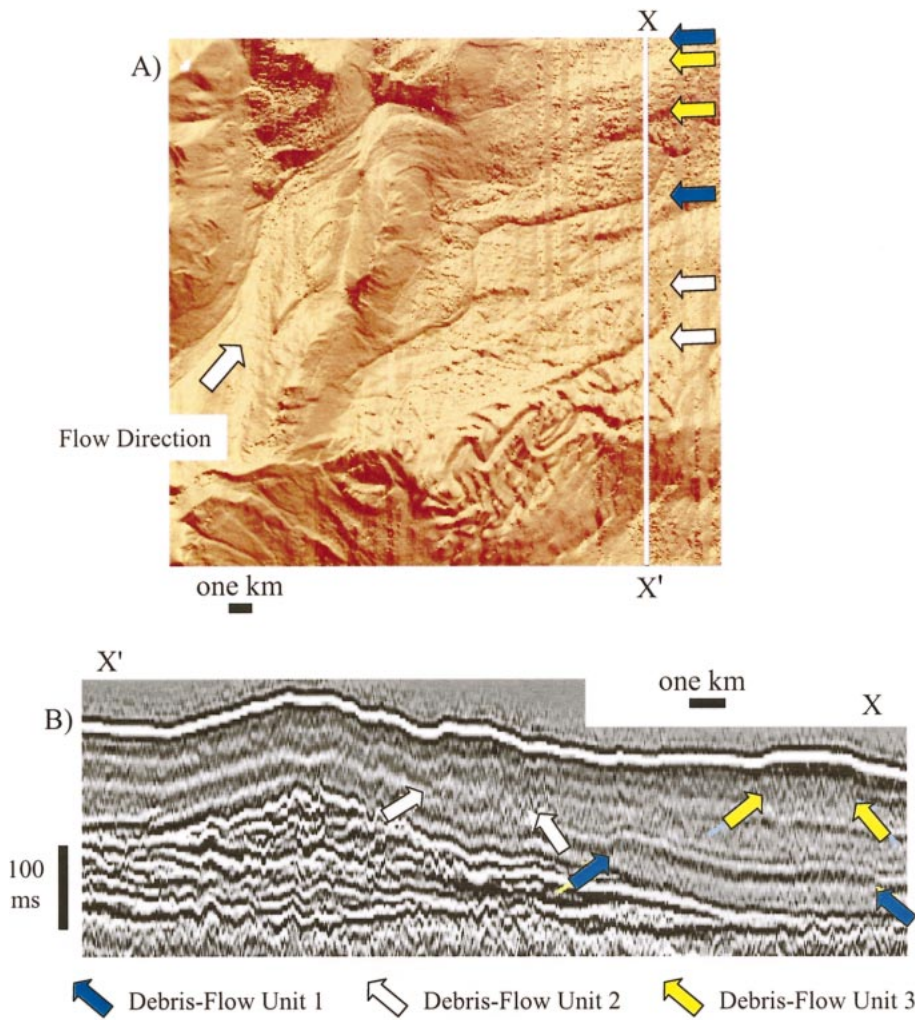 X
A)
Flow Direction
one km
X'
X'
one km
X
B)
100
ms
Debris-Flow Unit 1
Debris-Flow Unit 2
Debris-Flow Unit 3